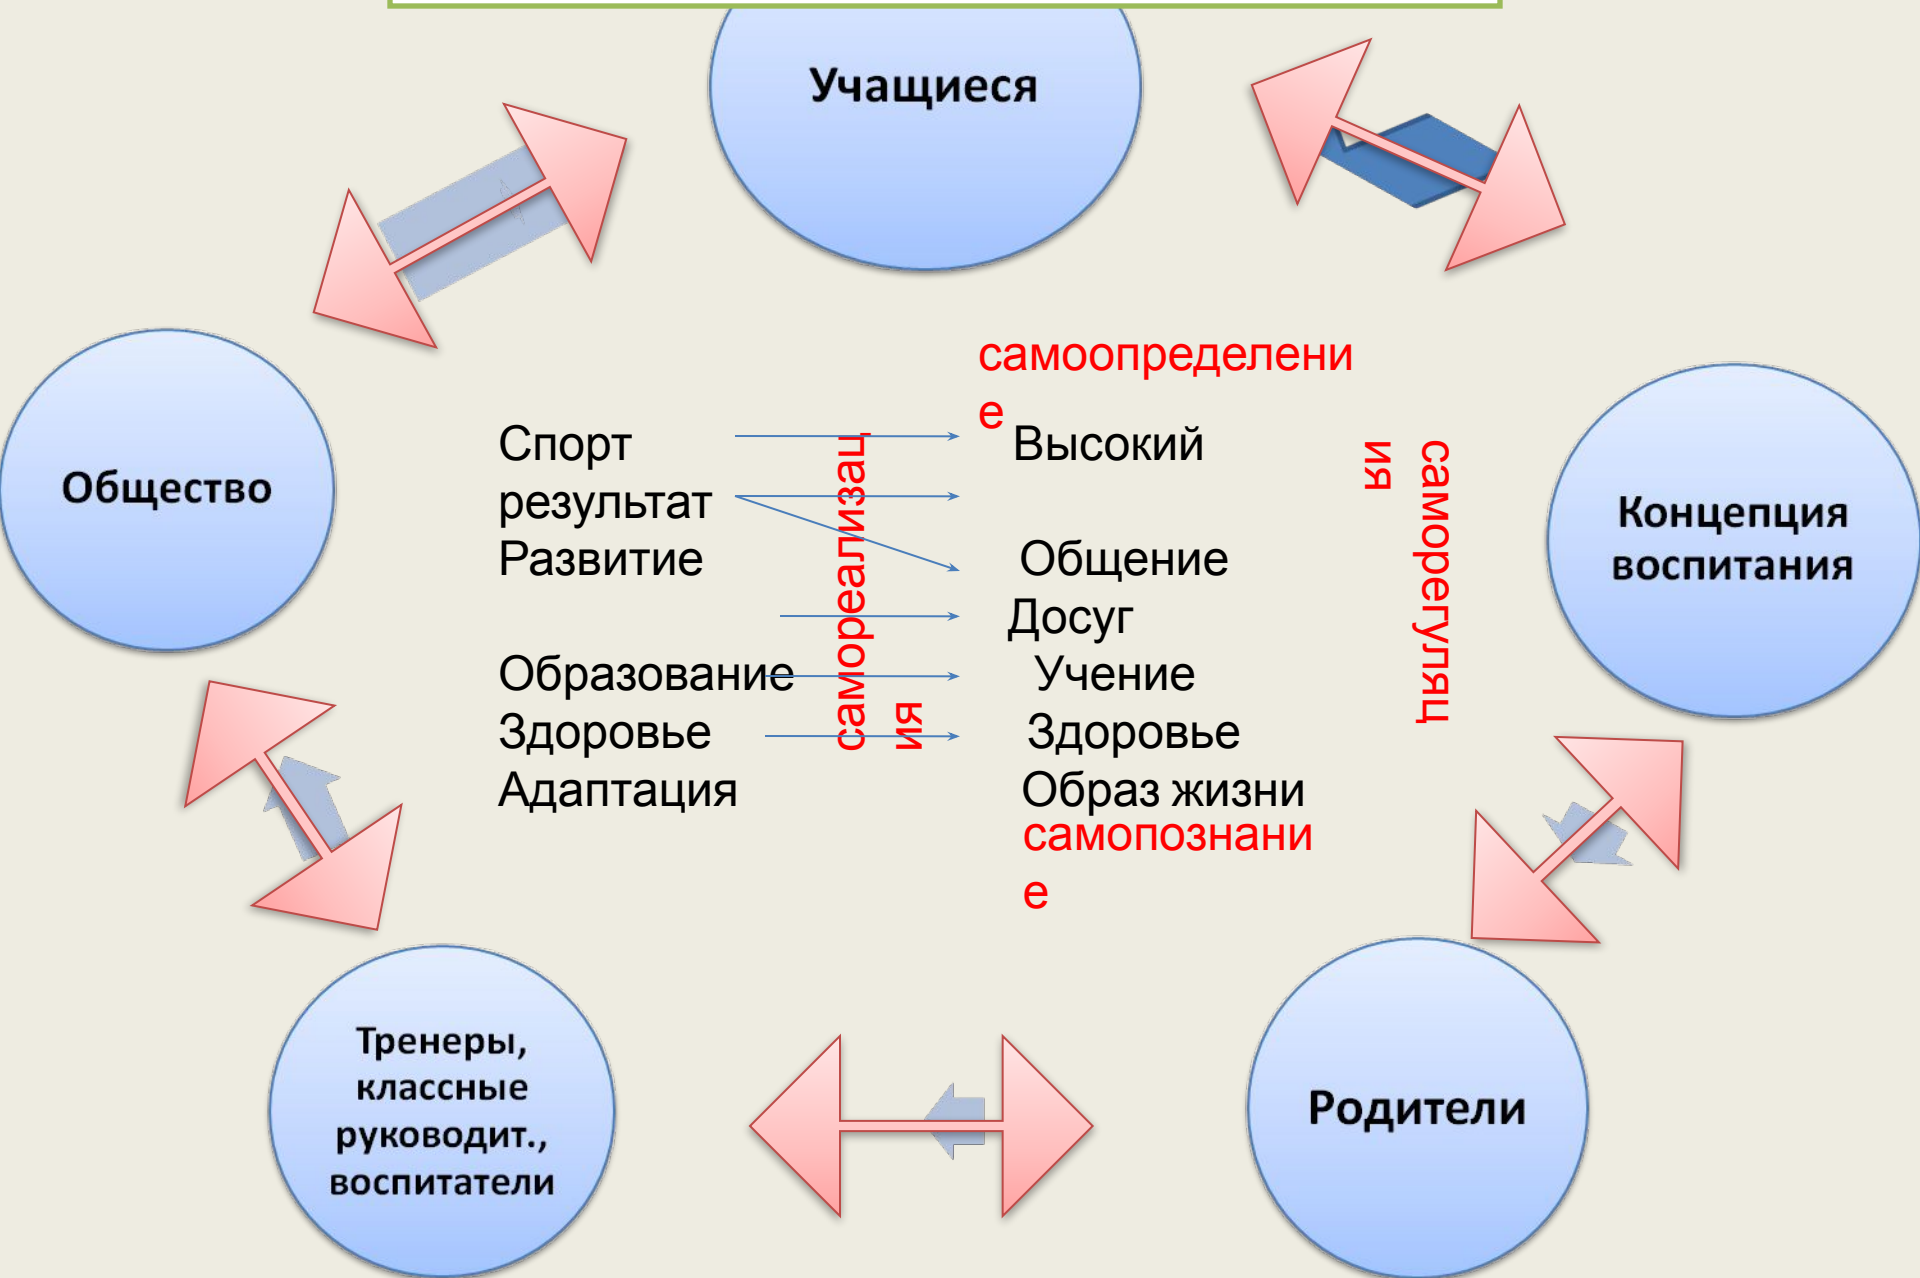 Учащиеся
самоопределени
е
Общество
Спорт
Высокий
результат
Развитие
Общение
Досуг
Образование
Учение
Здоровье
Здоровье
Адаптация
Образ жизни
самореализац
ия
саморегуляц
ия
самопознани
е
Концепция
воспитания
Тренеры,
классные
руководит.,
воспитатели
Родители